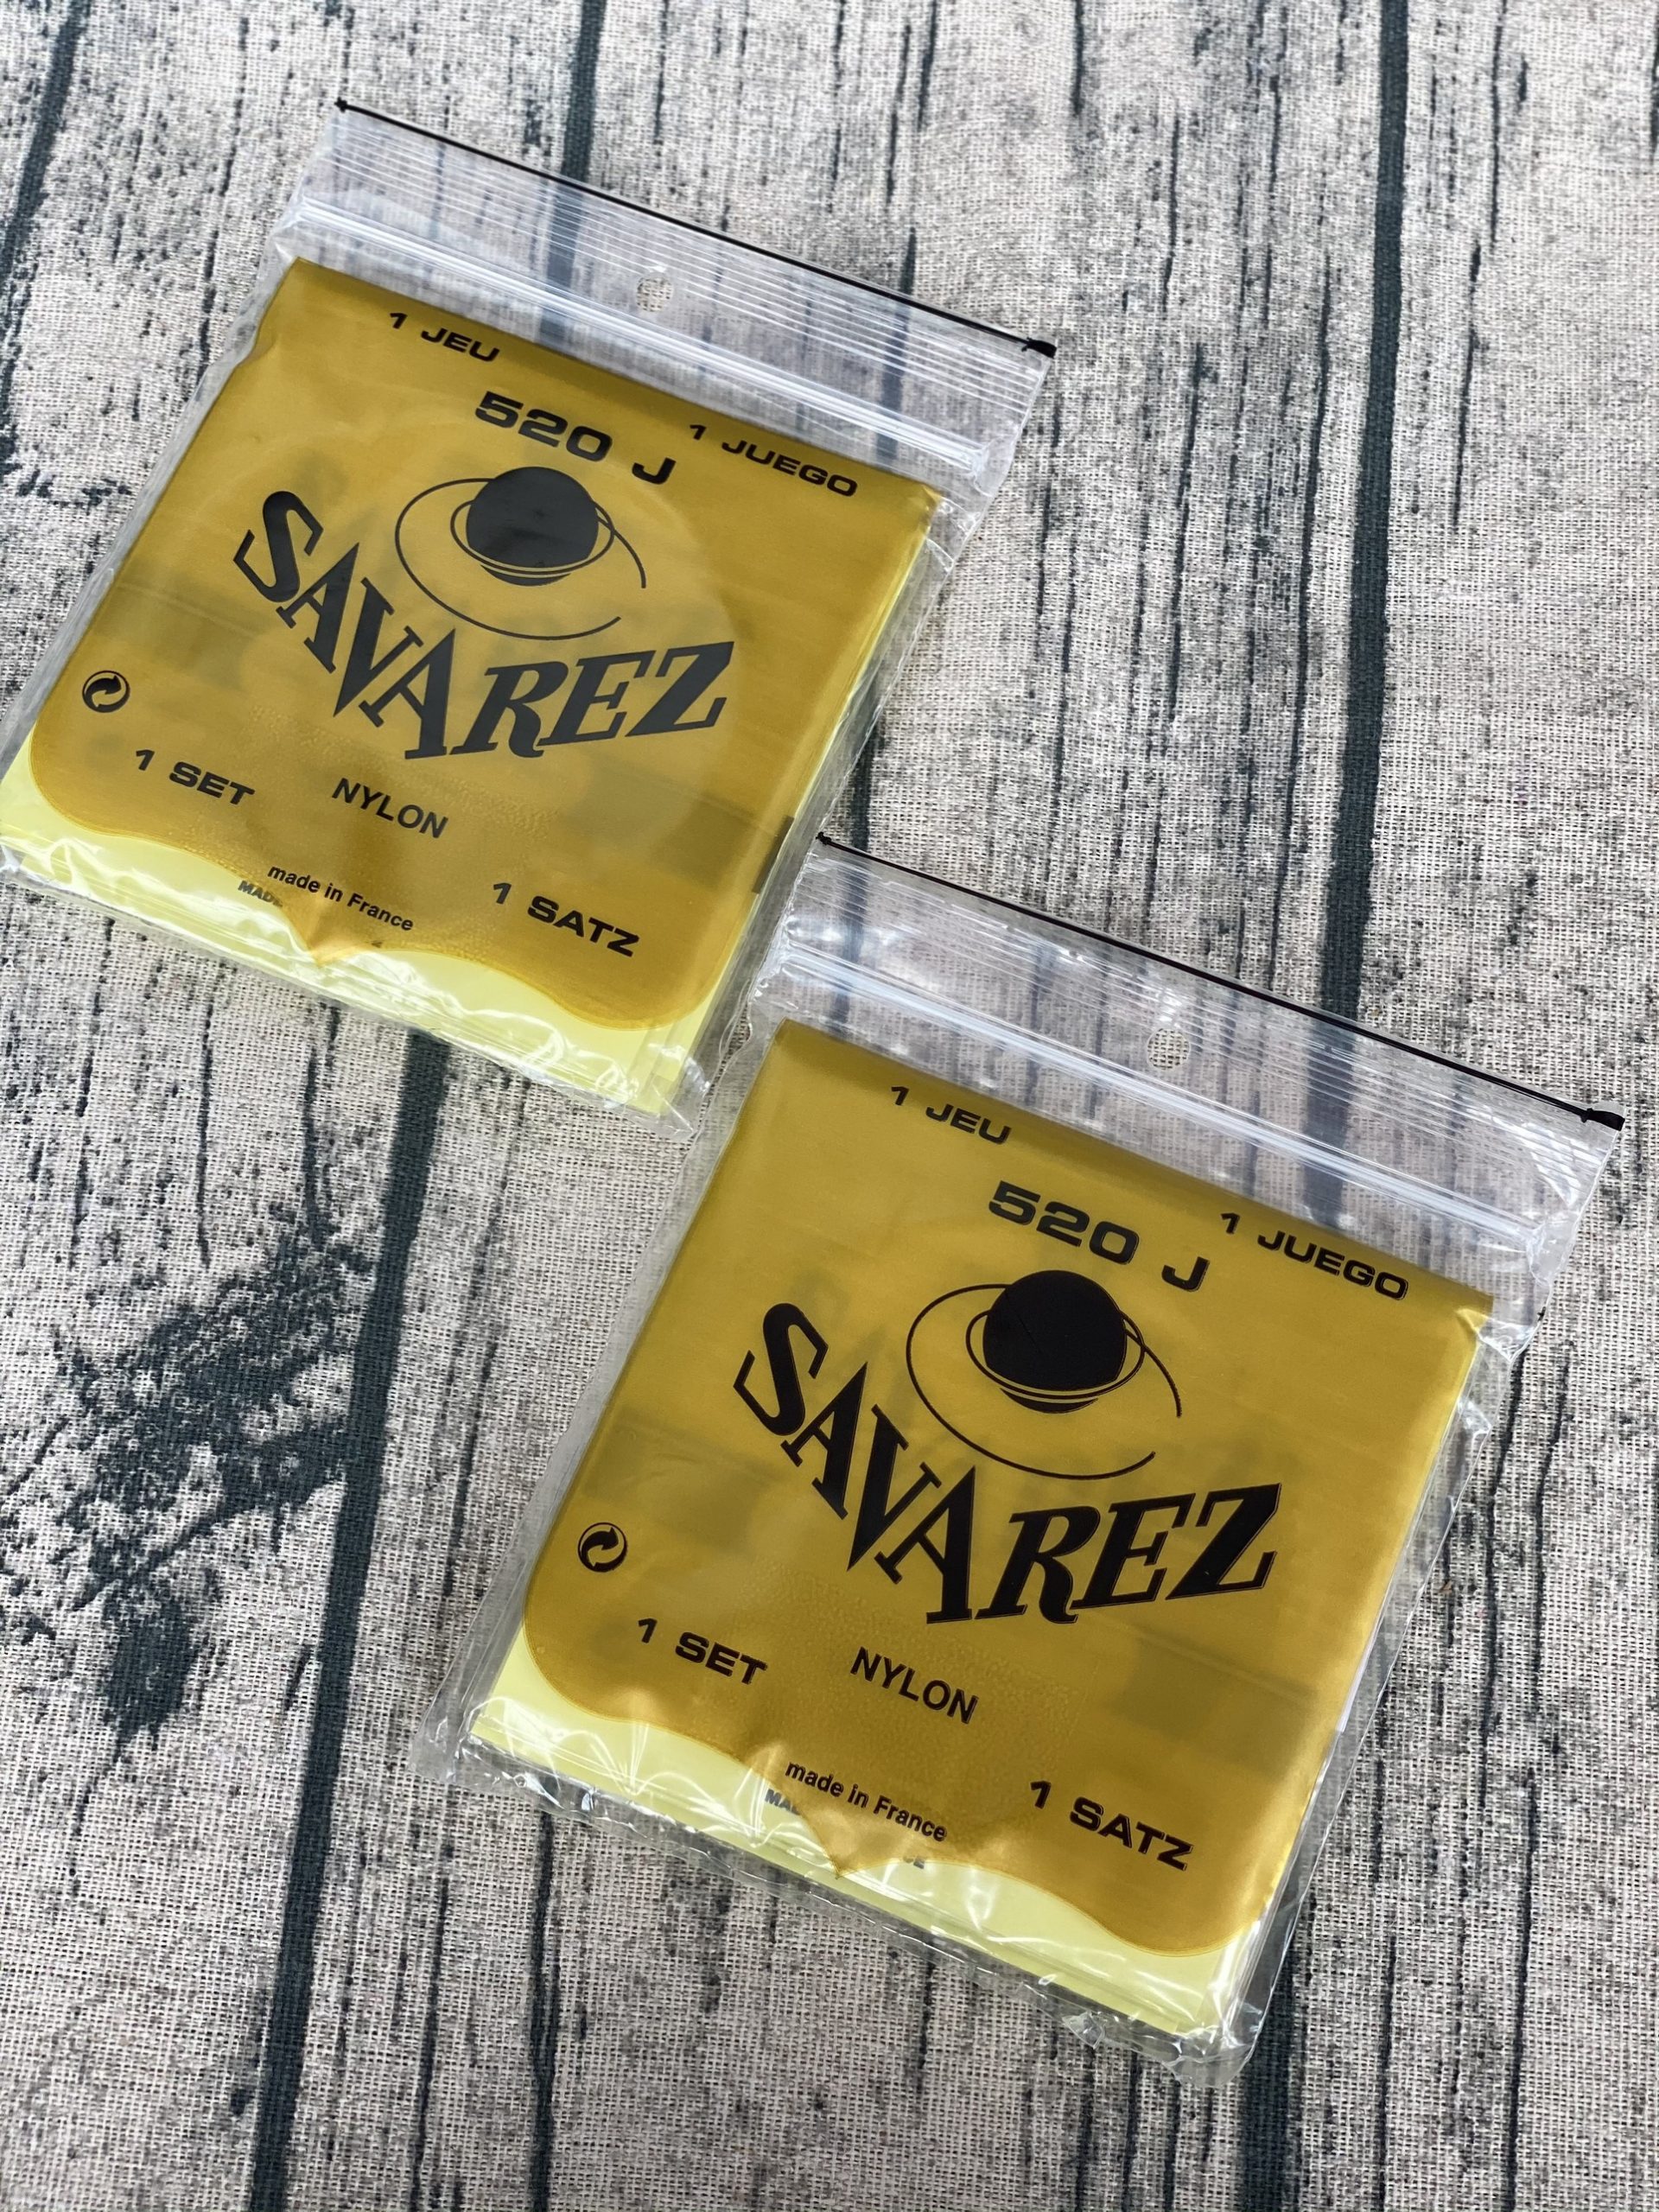 1 JEU
520 J
1 JUEGO
SAVAREZ
1 SET
NYLON
made in France
MADE
1 SATZ
1 JEU
520 J
1 JUEGO
SAVAREZ
1 SET
NYLON
made in France
1 SATZ